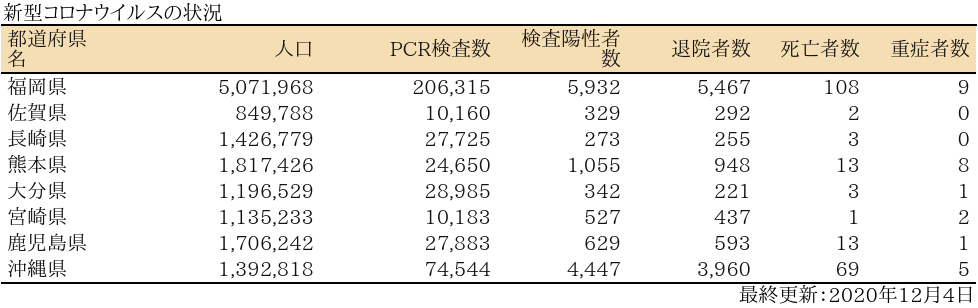 新型コロナウイルスの状況
都道府県名 人口 PCR検査数 検査陽性者数 退院者数 死亡者数 重症者数
福岡県 5,071,968 206,315 5,932 5,467 108 9
佐賀県 849,788 10,160 329 292 2 0
長崎県 1,426,779 27,725 273 255 3 0
熊本県 1,817,426 24,650 1,055 948 13 8
大分県 1,196,529 28,985 342 221 3 1
宮崎県 1,135,233 10,183 527 437 1 2
鹿児島県 1,706,242 27,883 629 593 13 1
沖縄県 1,392,818 74,544 4,447 3,960 69 5
最終更新：2020年12月4日